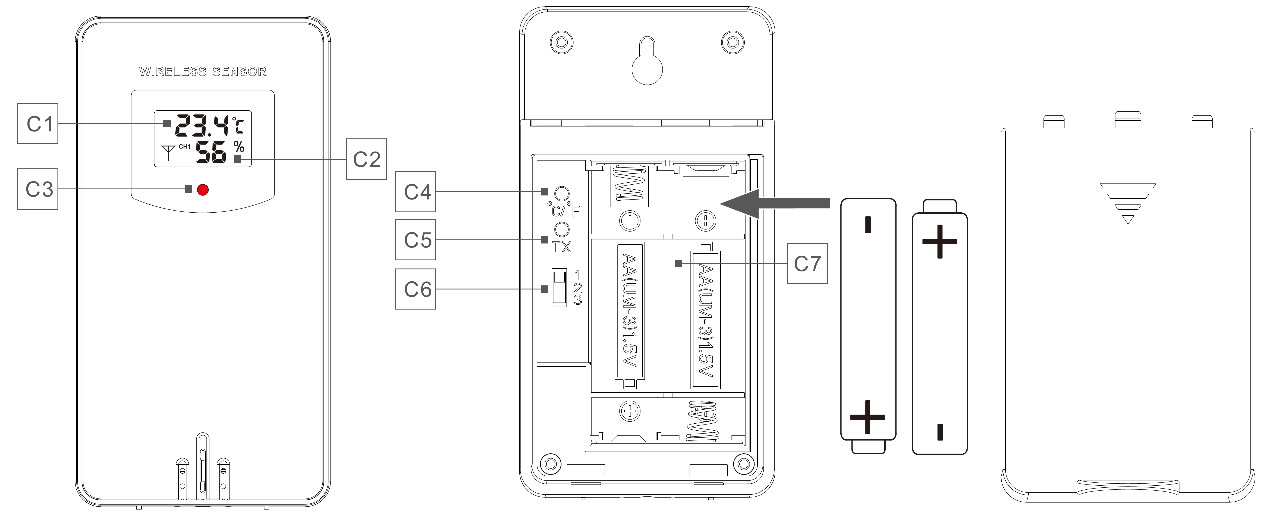 WIRELESS SENSOR
C1
23.4°C
CH1 56 %
C2
C3
C4
°C/°F
C5
TX
C6
1
2
3
C7
AA(UM-3)1.5V
AA(UM-3)1.5V
- +
+ -